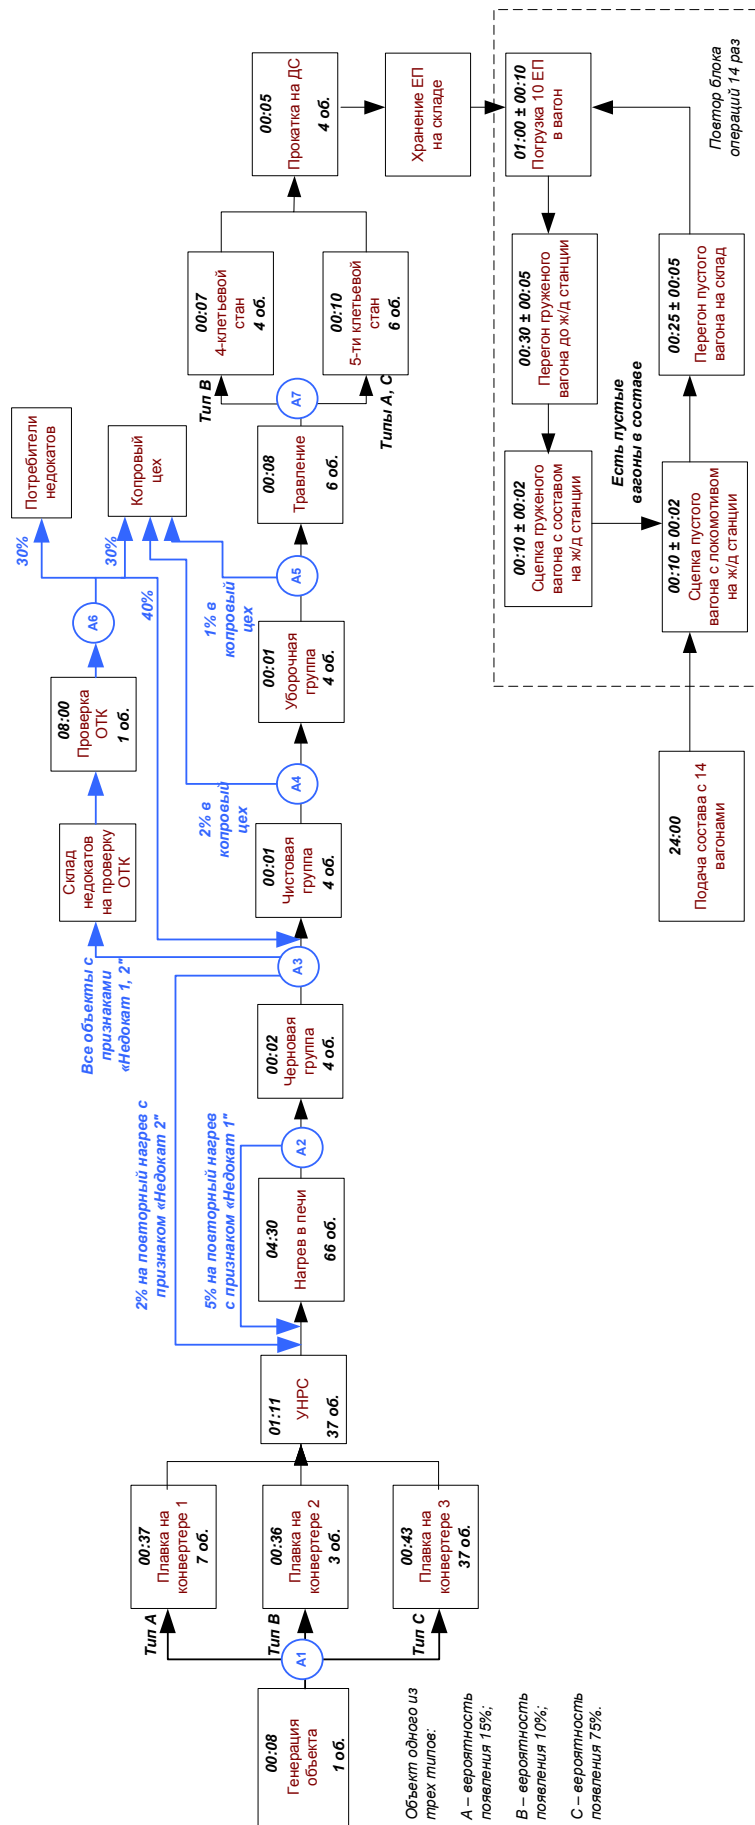 00:08
Генерация
объекта
1 об.
Объект одного из
трех типов:
А – вероятность
появления 15%;
В – вероятность
появления 10%;
С – вероятность
появления 75%.
А1
Тип А
Тип В
Тип С
00:37
Плавка на
конвертере 1
7 об.
00:36
Плавка на
конвертере 2
3 об.
00:43
Плавка на
конвертере 3
37 об.
01:11
УНРС
37 об.
2% на повторный нагрев с
признаком «Недокат 2"
5% на повторный нагрев
с признаком «Недокат 1"
04:30
Нагрев в печи
66 об.
А2
00:02
Черновая
группа
4 об.
А3
Все объекты с
признаками
«Недокат 1, 2"
Склад
недокатов
на проверку
ОТК
08:00
Проверка
ОТК
1 об.
А6
30%
30%
40%
Потребители
недокатов
Копровый
цех
00:01
Чистовая
группа
4 об.
А4
2% в
копровый
цех
00:01
Уборочная
группа
4 об.
А5
1% в
копровый
цех
00:08
Травление
6 об.
А7
Тип В
Типы А, С
00:07
4-клетьевой
стан
4 об.
00:10
5-ти клетьевой
стан
6 об.
00:05
Прокатка на ДС
4 об.
Хранение ЕП
на складе
24:00
Подача состава с 14
вагонами
00:10 ± 00:02
Сцепка пустого
вагона с локомотивом
на ж/д станции
00:25 ± 00:05
Перегон пустого
вагона на склад
01:00 ± 00:10
Погрузка 10 ЕП
в вагон
00:30 ± 00:05
Перегон груженого
вагона до ж/д станции
00:10 ± 00:02
Сцепка груженого
вагона с составом
на ж/д станции
Есть пустые
вагоны в составе
Повтор блока
операций 14 раз